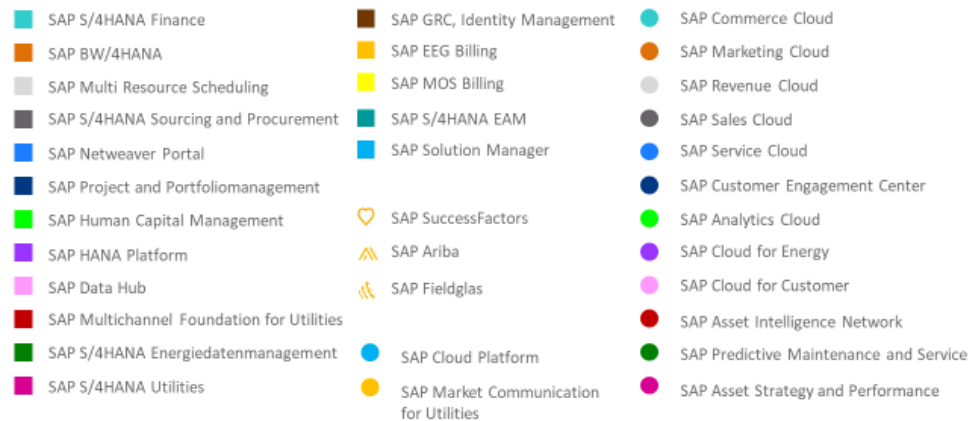 SAP S/4HANA Finance
SAP BW/4HANA
SAP Multi Resource Scheduling
SAP S/4HANA Sourcing and Procurement
SAP Netweaver Portal
SAP Project and Portfoliomanagement
SAP Human Capital Management
SAP HANA Platform
SAP Data Hub
SAP Multichannel Foundation for Utilities
SAP S/4HANA Energiedatenmanagement
SAP S/4HANA Utilities
SAP GRC, Identity Management
SAP EEG Billing
SAP MOS Billing
SAP S/4HANA EAM
SAP Solution Manager
SAP SuccessFactors
SAP Ariba
SAP Fieldglas
SAP Cloud Platform
SAP Market Communication
for Utilities
SAP Commerce Cloud
SAP Marketing Cloud
SAP Revenue Cloud
SAP Sales Cloud
SAP Service Cloud
SAP Customer Engagement Center
SAP Analytics Cloud
SAP Cloud for Energy
SAP Cloud for Customer
SAP Asset Intelligence Network
SAP Predictive Maintenance and Service
SAP Asset Strategy and Performance